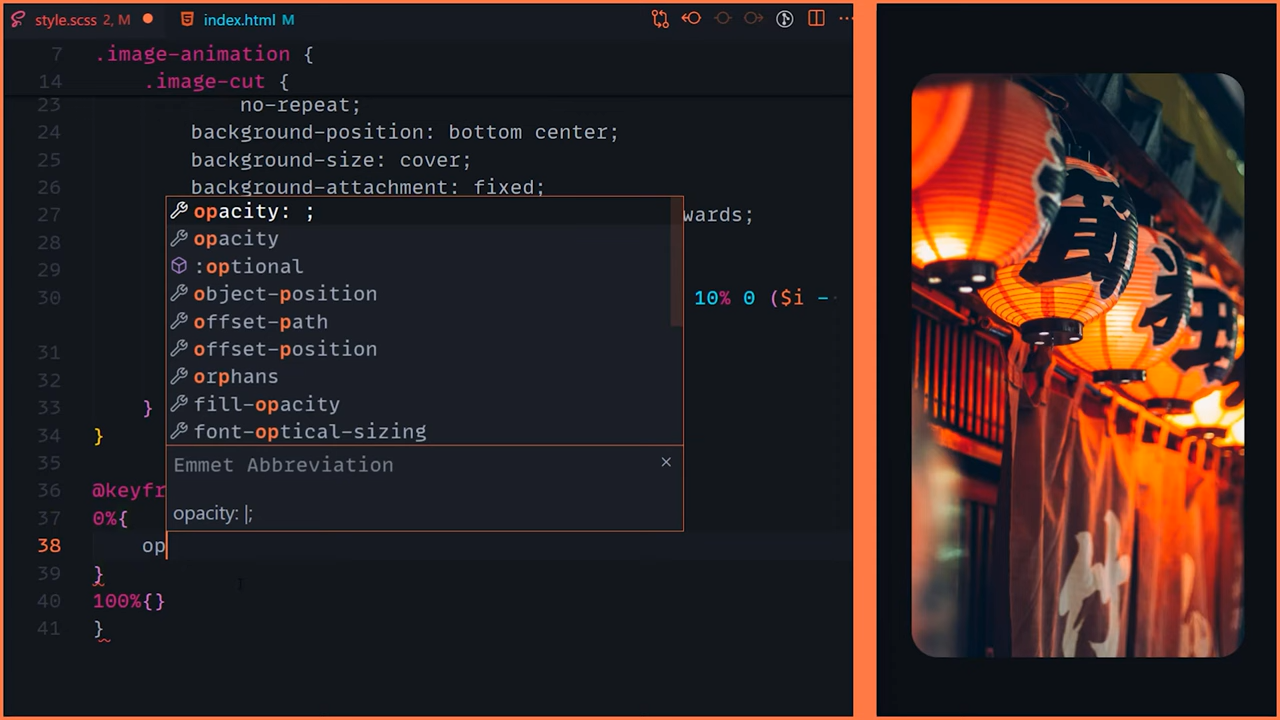 style.scss 2, M
index.html M
7 .image-animation {
14 .image-cut {
23 no-repeat;
24 background-position: bottom center;
25 background-size: cover;
26 background-attachment: fixed;
27 wards;
28
29
30 10% 0 ($i -
31
32
33 }
34 }
35
36 @keyfr
37 0%{
38 op
39 }
40 100%{}
41 }
opacity: ;
opacity
:optional
object-position
offset-path
offset-position
orphans
fill-opacity
font-optical-sizing
Emmet Abbreviation
opacity: |;